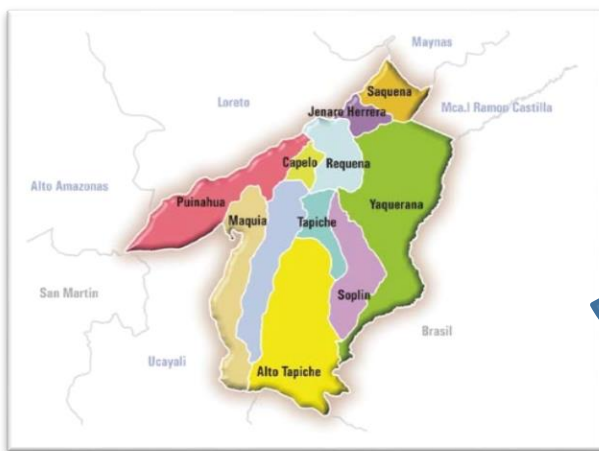 Maynas
Saquena
Loreto
Jenaro Herrera
Mca.l Ramon Castilla
Capelo
Requena
Alto Amazonas
Puinahua
Maquia
Tapiche
Yaquerana
San Martin
Soplin
Brasil
Ucayali
Alto Tapiche